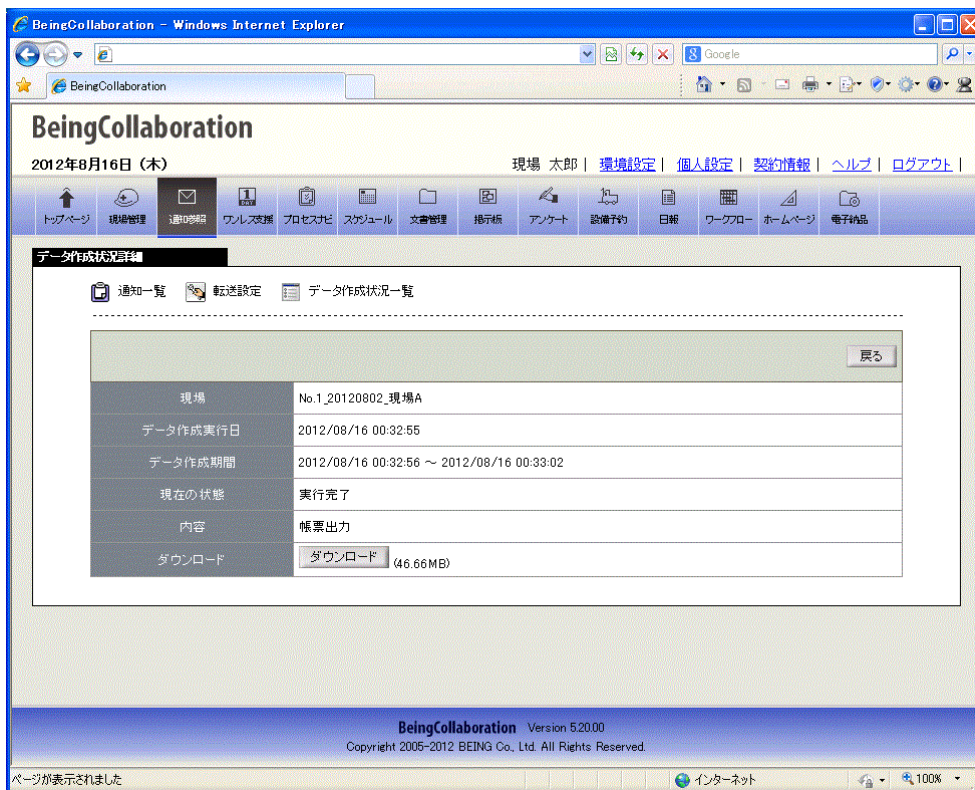 BeingCollaboration - Windows Internet Explorer
Google
BeingCollaboration
BeingCollaboration
2012年8月16日（木）
現場 太郎 | 環境設定 | 個人設定 | 契約情報 | ヘルプ | ログアウト |
トップページ 現場管理 通知参照 ワンレス支援 プロセスナビ スケジュール 文書管理 掲示板 アンケート 設備予約 日報 ワークフロー ホームページ 電子納品
データ作成状況詳細
通知一覧 転送設定 データ作成状況一覧
戻る
現場 No.1_20120802_現場A
データ作成実行日 2012/08/16 00:32:55
データ作成期間 2012/08/16 00:32:56 ～ 2012/08/16 00:33:02
現在の状態 実行完了
内容 帳票出力
ダウンロード ダウンロード (46.66MB)
BeingCollaboration Version 5.20.00
Copyright 2005-2012 BEING Co., Ltd. All Rights Reserved.
ページが表示されました インターネット 100%